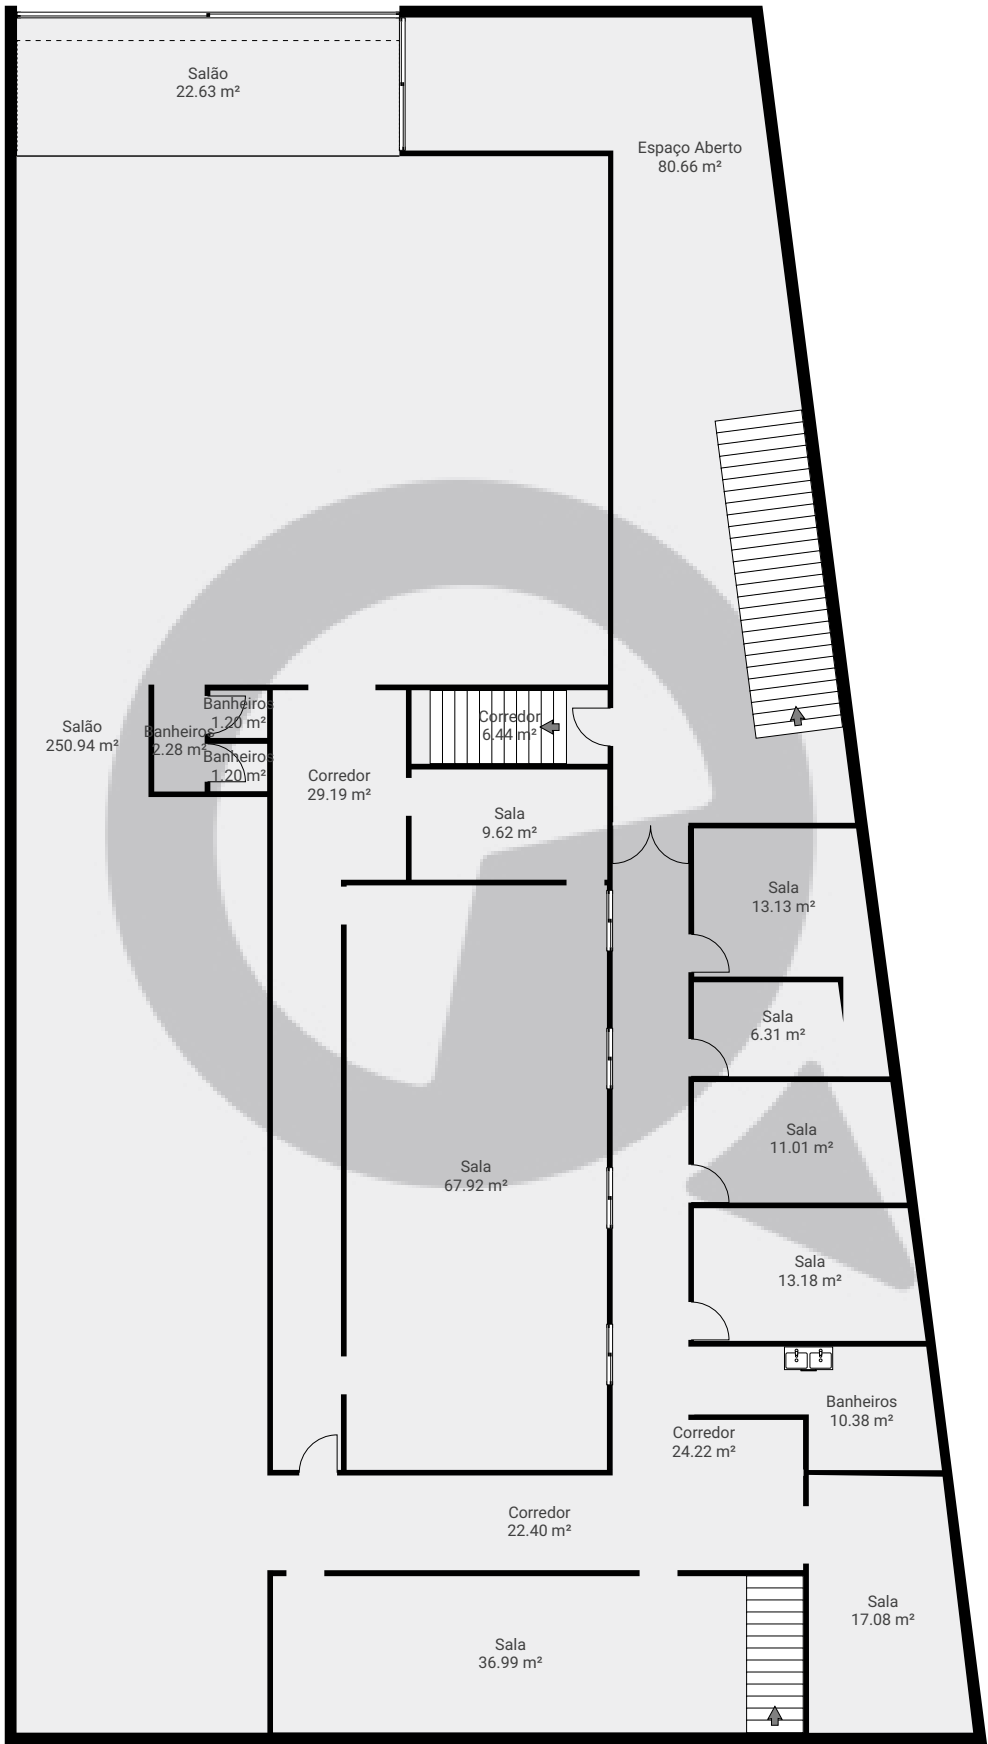 Salão
22.63 m²
Espaço Aberto
80.66 m²
Banheiros
1.20 m²
Salão
250.94 m²
Banheiros
2.28 m²
Corredor
6.44 m²
Banheiros
1.20 m²
Corredor
29.19 m²
Sala
9.62 m²
Sala
13.13 m²
Sala
6.31 m²
Sala
11.01 m²
Sala
67.92 m²
Sala
13.18 m²
Banheiros
10.38 m²
Corredor
24.22 m²
Corredor
22.40 m²
Sala
17.08 m²
Sala
36.99 m²